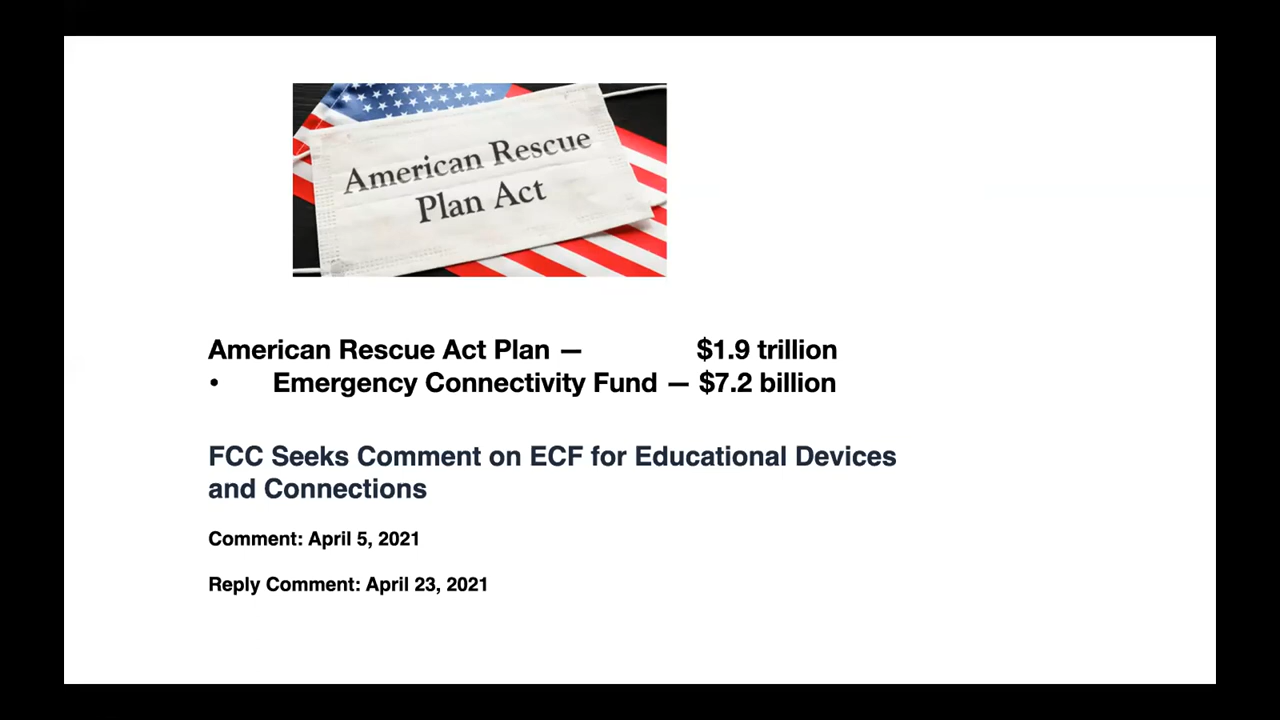 American Rescue
Plan Act
American Rescue Act Plan — $1.9 trillion
• Emergency Connectivity Fund — $7.2 billion
FCC Seeks Comment on ECF for Educational Devices
and Connections
Comment: April 5, 2021
Reply Comment: April 23, 2021